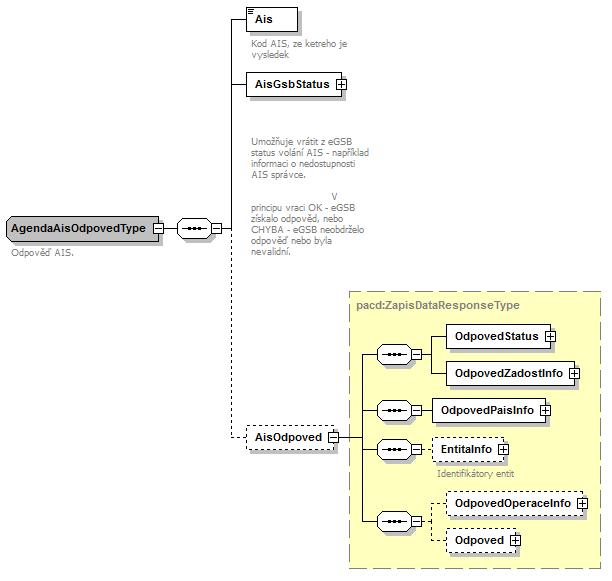 Ais
Kod AIS, ze ketreho je
vysledek
AisGsbStatus
Umožňuje vrátit z eGSB
status volání AIS - například
informaci o nedostupnosti
AIS správce.
V
principu vraci OK - eGSB
získalo odpověd, nebo
CHYBA - eGSB neobdrželo
odpověď nebo byla
nevalidní.
AgendaAisOdpovedType
Odpověď AIS.
pacd:ZapisDataResponseType
OdpovedStatus
OdpovedZadostInfo
OdpovedPaisInfo
AisOdpoved
EntitaInfo
Identifikátory entit
OdpovedOperaceInfo
Odpoved